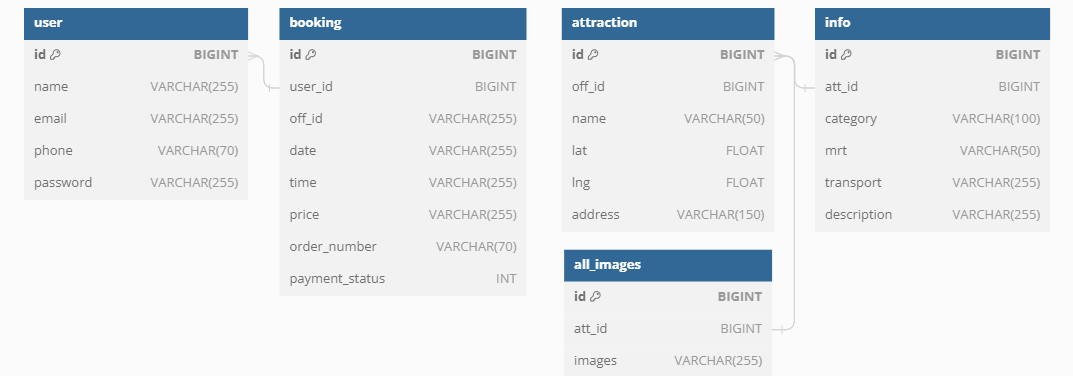 user
id BIGINT
name VARCHAR(255)
email VARCHAR(255)
phone VARCHAR(70)
password VARCHAR(255)
booking
id BIGINT
user_id BIGINT
off_id VARCHAR(255)
date VARCHAR(255)
time VARCHAR(255)
price VARCHAR(255)
order_number VARCHAR(70)
payment_status INT
attraction
id BIGINT
off_id BIGINT
name VARCHAR(50)
lat FLOAT
lng FLOAT
address VARCHAR(150)
info
id BIGINT
att_id BIGINT
category VARCHAR(100)
mrt VARCHAR(50)
transport VARCHAR(255)
description VARCHAR(255)
all_images
id BIGINT
att_id BIGINT
images VARCHAR(255)